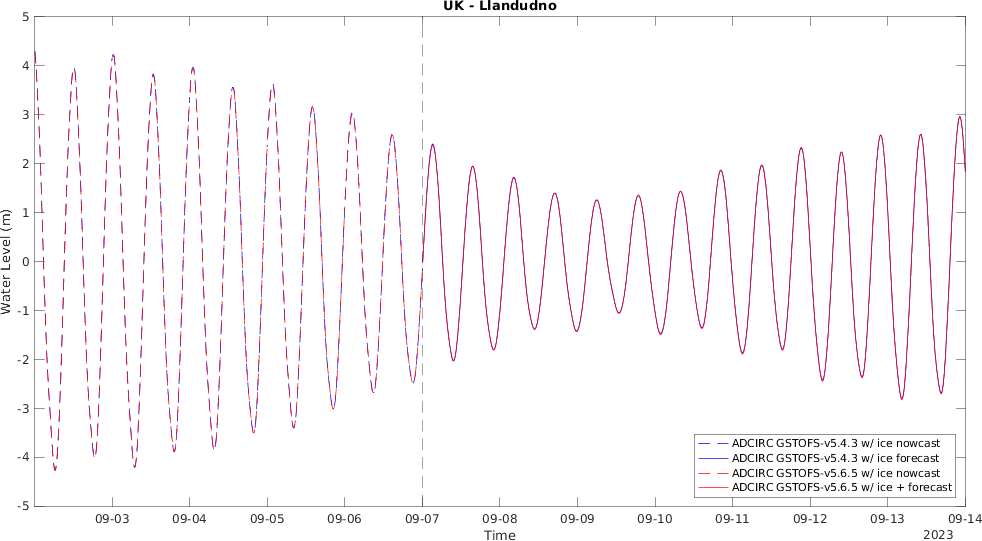 UK - Llandudno
Water Level (m)
5
4
3
2
1
0
-1
-2
-3
-4
-5
ADCIRC GSTOFS-v5.4.3 w/ ice nowcast
ADCIRC GSTOFS-v5.4.3 w/ ice forecast
ADCIRC GSTOFS-v5.6.5 w/ ice nowcast
ADCIRC GSTOFS-v5.6.5 w/ ice + forecast
09-03 09-04 09-05 09-06 09-07 09-08 09-09 09-10 09-11 09-12 09-13 09-14
Time
2023